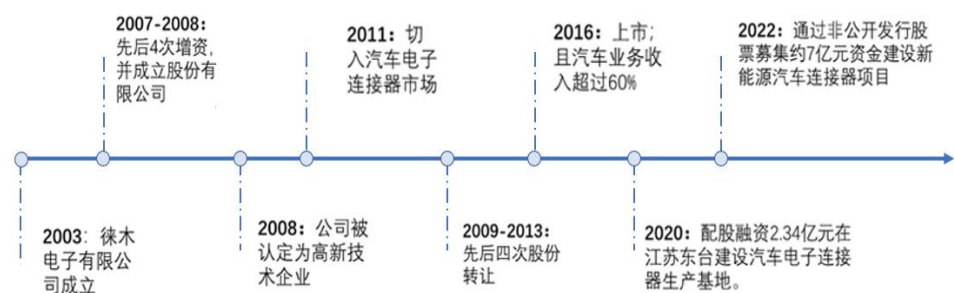 2007-2008：
先后4次增资，
并成立股份有
限公司
2011：切
入汽车电子
连接器市场
2016：上市；
且汽车业务收
入超过60%
2022：通过非公开发行股
票募集约7亿元资金建设新
能源汽车连接器项目
2003：徕木
电子有限公
司成立
2008：公司被
认定为高新技
术企业
2009-2013：
先后四次股份
转让
2020：配股融资2.34亿元在
江苏东台建设汽车电子连接
器生产基地。